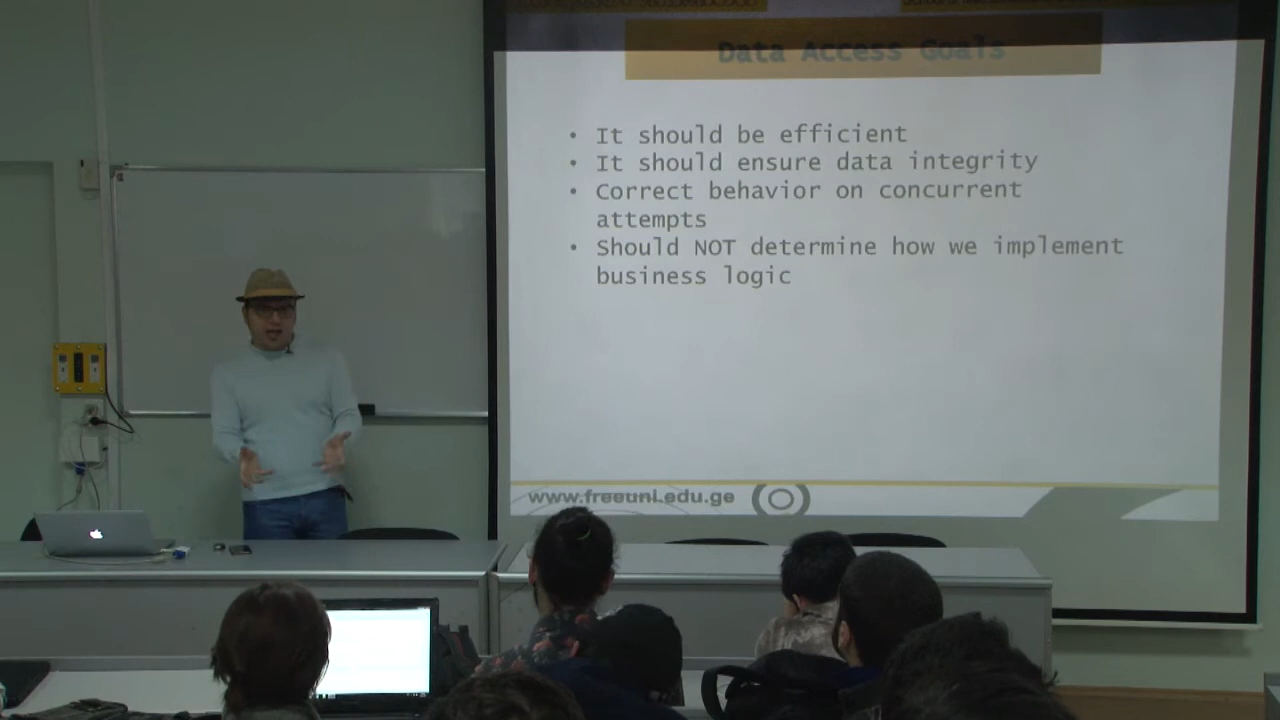 Data Access Goals
• It should be efficient
• It should ensure data integrity
• Correct behavior on concurrent
attempts
• Should NOT determine how we implement
business logic
www.freeuni.edu.ge